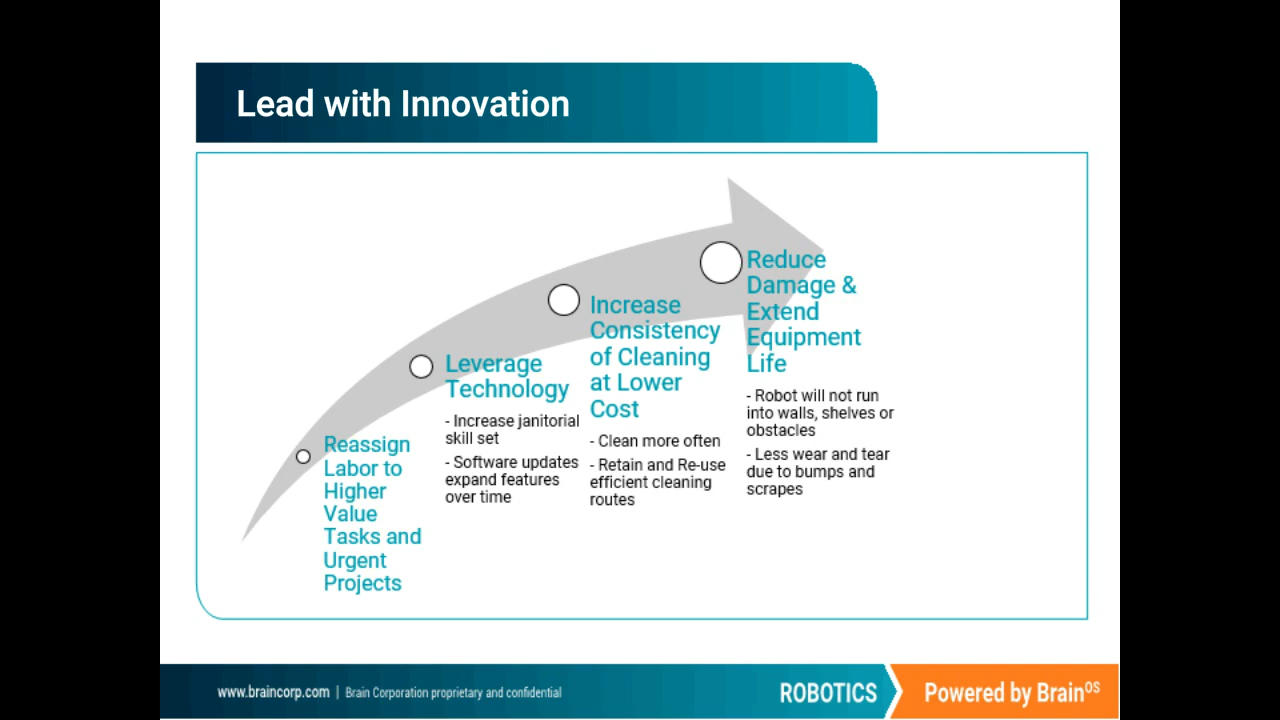 Lead with Innovation
Reassign
Labor to
Higher
Value
Tasks and
Urgent
Projects
Leverage
Technology
- Increase janitorial
skill set
- Software updates
expand features
over time
Increase
Consistency
of Cleaning
at Lower
Cost
- Clean more often
- Retain and Re-use
efficient cleaning
routes
Reduce
Damage &
Extend
Equipment
Life
- Robot will not run
into walls, shelves or
obstacles
- Less wear and tear
due to bumps and
scrapes
www.braincorp.com | Brain Corporation proprietary and confidential
ROBOTICS
Powered by BrainOS